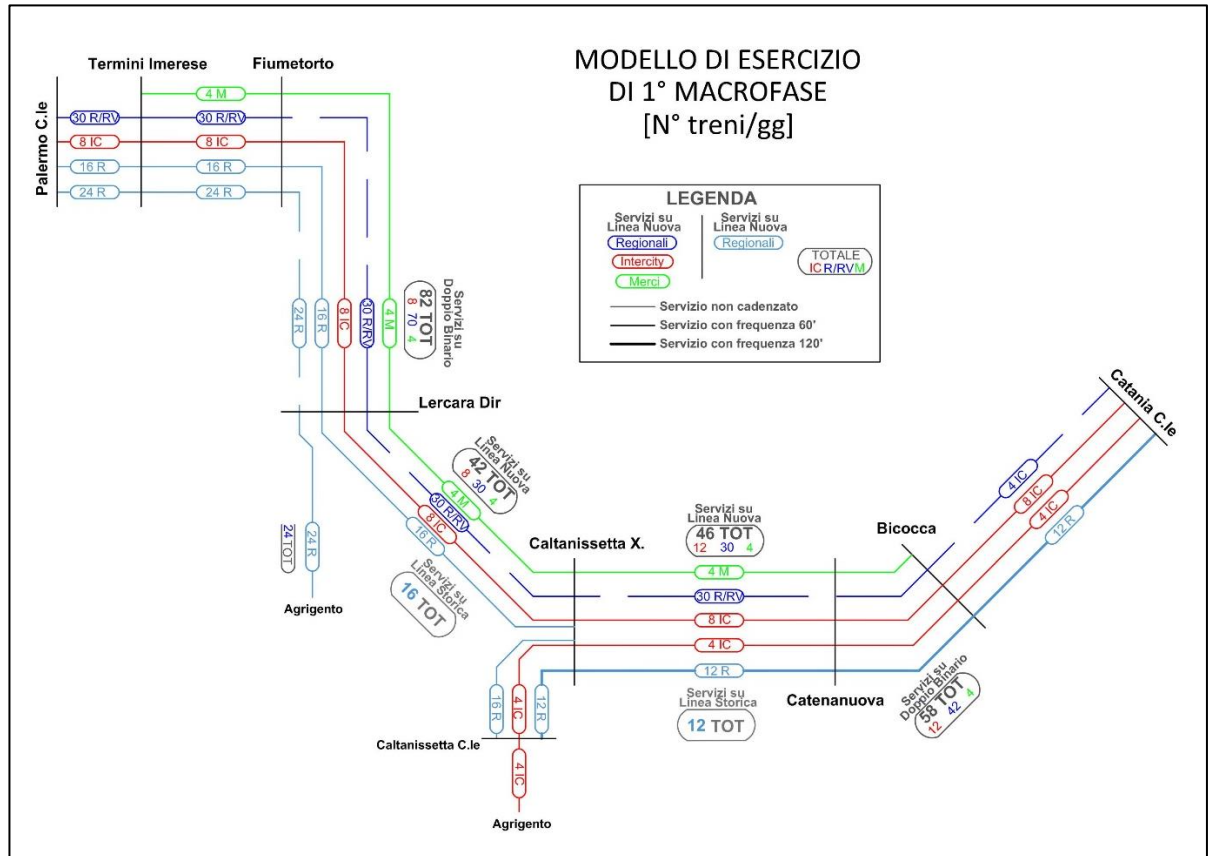 MODELLO DI ESERCIZIO
DI 1° MACROFASE
[N° treni/gg]
Termini Imerese
Fiumetorto
Palermo C.le
4 M
30 R/RV
30 R/RV
8 IC
8 IC
16 R
16 R
24 R
24 R
LEGENDA
Servizi su
Linea Nuova
Regionali
Intercity
Merci
Servizi su
Linea Nuova
Regionali
TOTALE
IC R/RV M
Servizio non cadenzato
Servizio con frequenza 60'
Servizio con frequenza 120'
24 R
16 R
8 IC
30 R/RV
4 M
Servizi su
Doppio Binario
82 TOT
8 70 4
Lercara Dir
Servizi su
Linea Nuova
42 TOT
8 30 4
4 M
30 R/RV
8 IC
16 R
24 TOT
24 R
Agrigento
Servizi su
Linea Storica
16 TOT
Caltanissetta X.
Servizi su
Linea Nuova
46 TOT
12 30 4
4 M
30 R/RV
8 IC
4 IC
12 R
Servizi su
Linea Storica
12 TOT
Catenanuova
Bicocca
Catania C.le
4 IC
8 IC
4 IC
12 R
Servizi su
Doppio Binario
58 TOT
12 42 4
16 R
4 IC
12 R
Caltanissetta C.le
4 IC
Agrigento